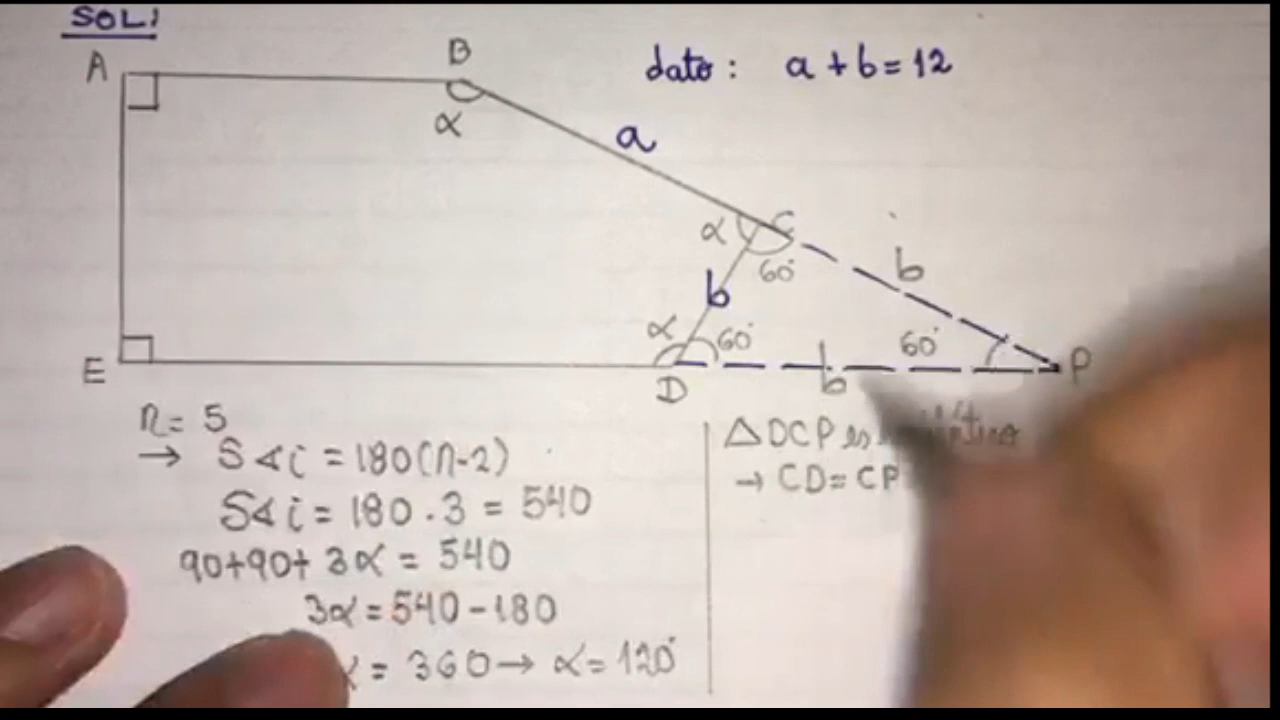 SOL:
dato: a + b = 12
A
B
α
a
α
C
60°
b
b
α
60°
60°
E
D
b
P
n = 5
→ S∢i = 180(n-2)
S∢i = 180 . 3 = 540
90+90+ 3α = 540
3α = 540 - 180
α = 360 → α = 120°
△DCP es
→ CD = CP